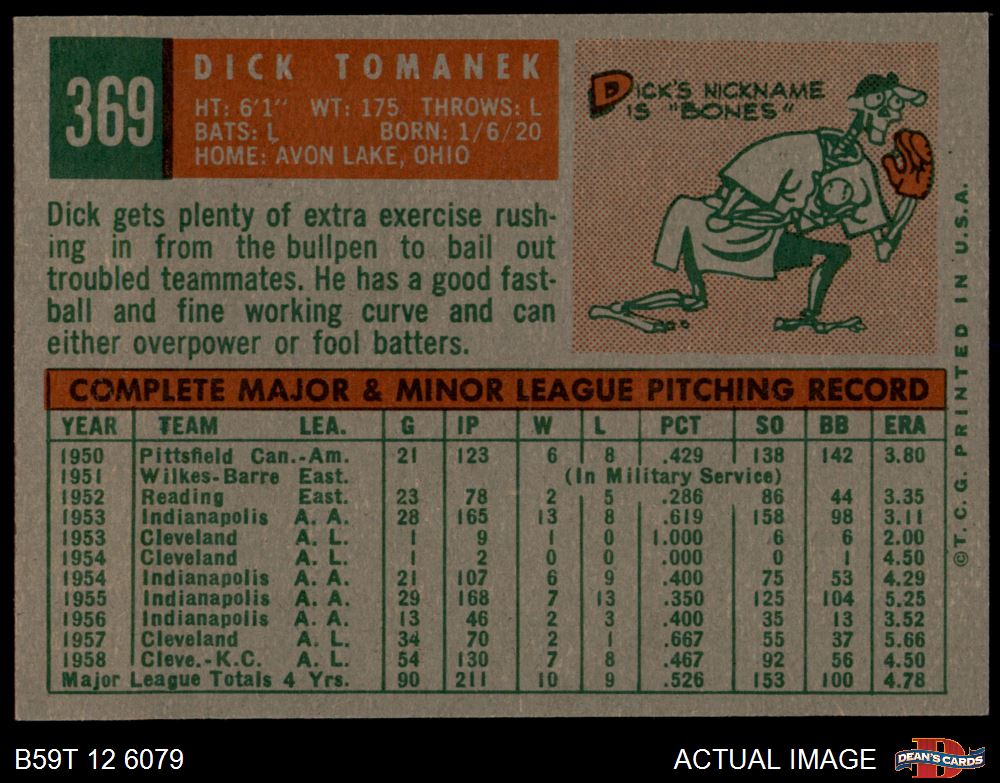 369
DICK TOMANEK
HT: 6'1" WT: 175 THROWS: L
BATS: L BORN: 1/6/20
HOME: AVON LAKE, OHIO
DICK'S NICKNAME
IS "BONES"
Dick gets plenty of extra exercise rush-
ing in from the bullpen to bail out
troubled teammates. He has a good fast-
ball and fine working curve and can
either overpower or fool batters.
COMPLETE MAJOR & MINOR LEAGUE PITCHING RECORD
YEAR TEAM LEA. G IP W L PCT SO BB ERA
1950 Pittsfield Can.-Am. 21 123 6 8 .429 138 142 3.80
1951 Wilkes-Barre East. (In Military Service)
1952 Reading East. 23 78 2 5 .286 86 44 3.35
1953 Indianapolis A. A. 28 165 13 8 .619 158 98 3.11
1953 Cleveland A. L. 1 9 1 0 1.000 6 6 2.00
1954 Cleveland A. L. 1 2 0 0 .000 0 1 4.50
1954 Indianapolis A. A. 21 107 6 9 .400 75 53 4.29
1955 Indianapolis A. A. 29 168 7 13 .350 125 104 5.25
1956 Indianapolis A. A. 13 46 2 3 .400 35 13 3.52
1957 Cleveland A. L. 34 70 2 1 .667 55 37 5.66
1958 Cleve.-K.C. A. L. 54 130 7 8 .467 92 56 4.50
Major League Totals 4 Yrs. 90 211 10 9 .526 153 100 4.78
©T. C. G. PRINTED IN U.S.A.
B59T 12 6079
ACTUAL IMAGE
D
DEAN'S CARDS